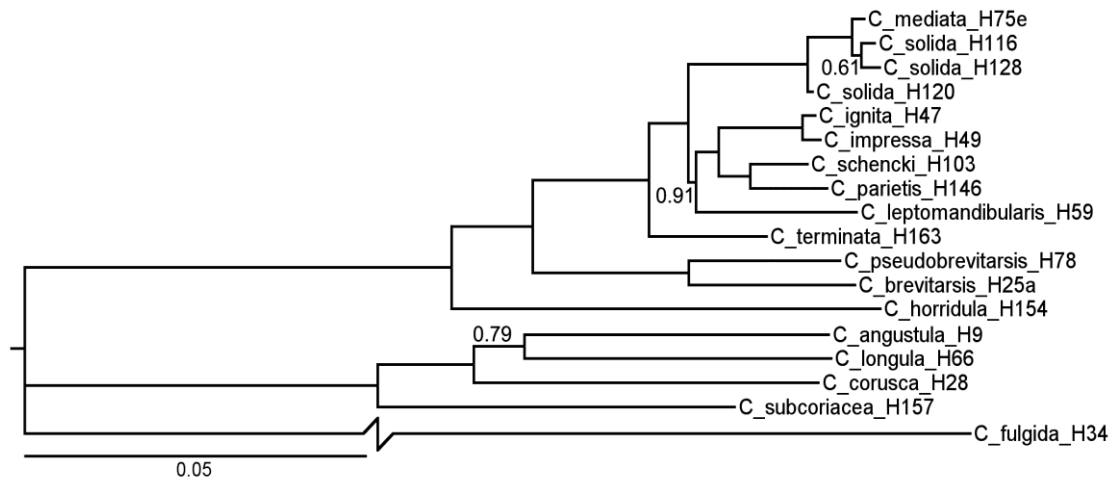 C_mediata_H75e
C_solida_H116
0.61
C_solida_H128
C_solida_H120
C_ignita_H47
C_impressa_H49
C_schencki_H103
0.91
C_parietis_H146
C_leptomandibularis_H59
C_terminata_H163
C_pseudobrevitarsis_H78
C_brevitarsis_H25a
C_horridula_H154
0.79
C_angustula_H9
C_longula_H66
C_corusca_H28
C_subcoriacea_H157
C_fulgida_H34
0.05